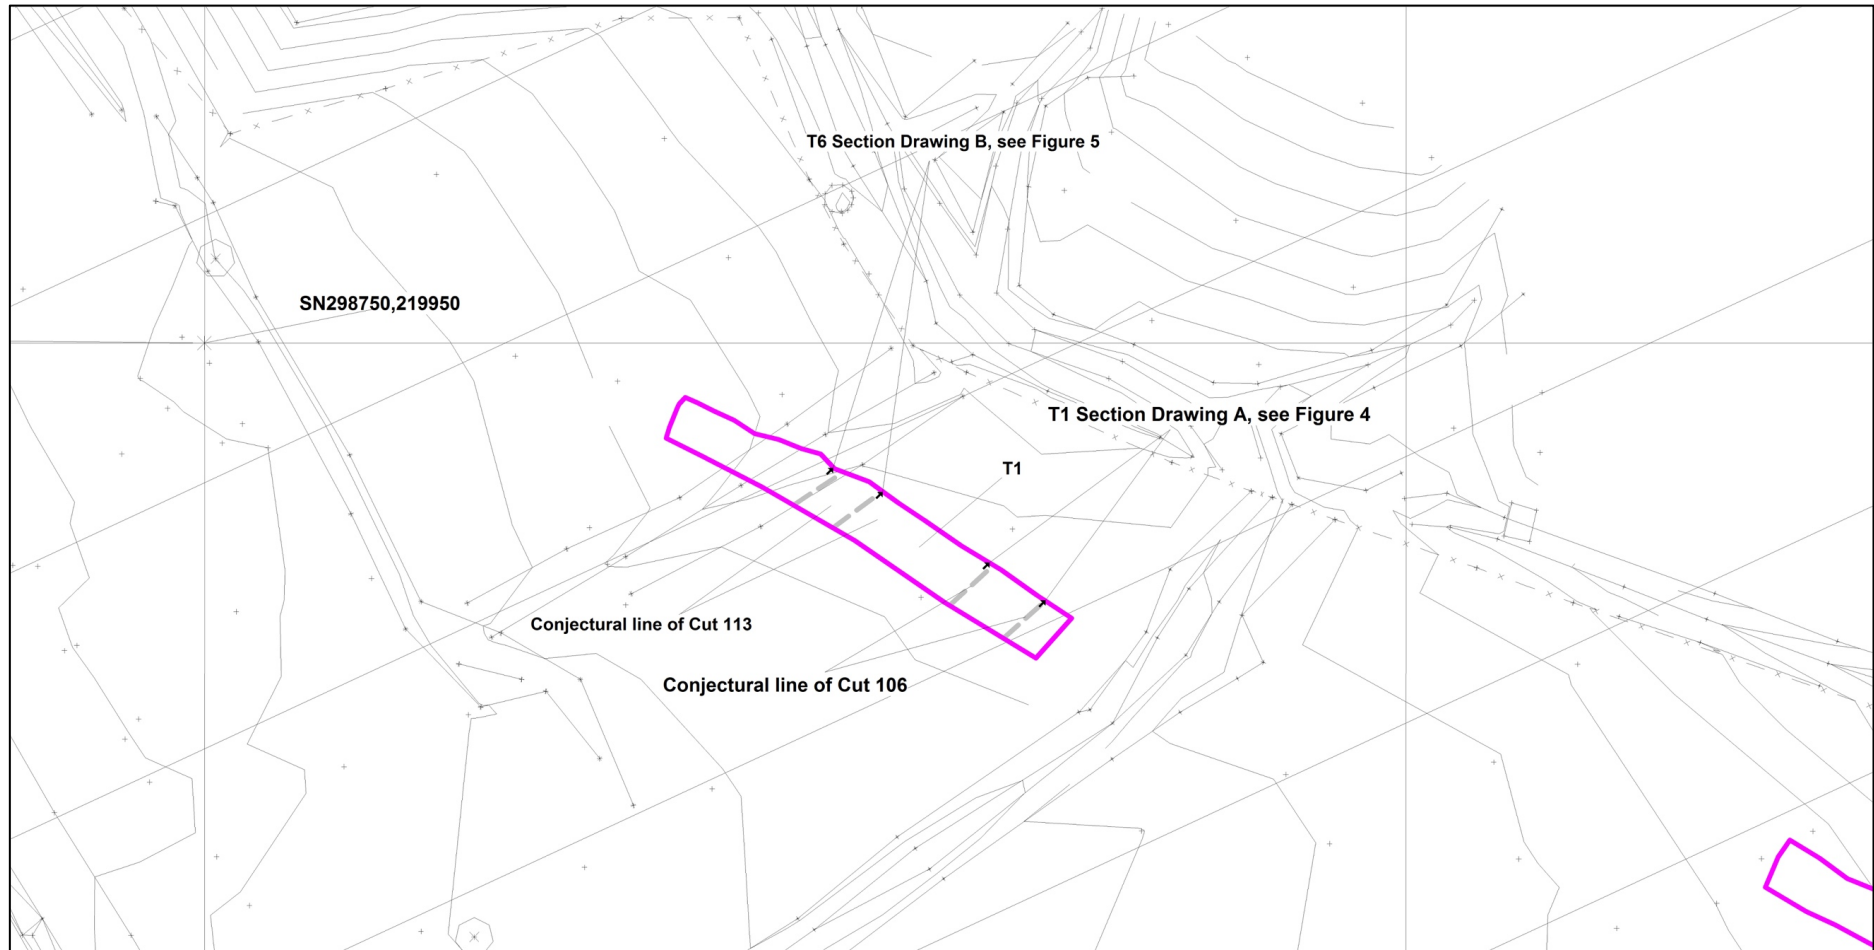 T6 Section Drawing B, see Figure 5
SN298750,219950
T1 Section Drawing A, see Figure 4
T1
Conjectural line of Cut 113
Conjectural line of Cut 106